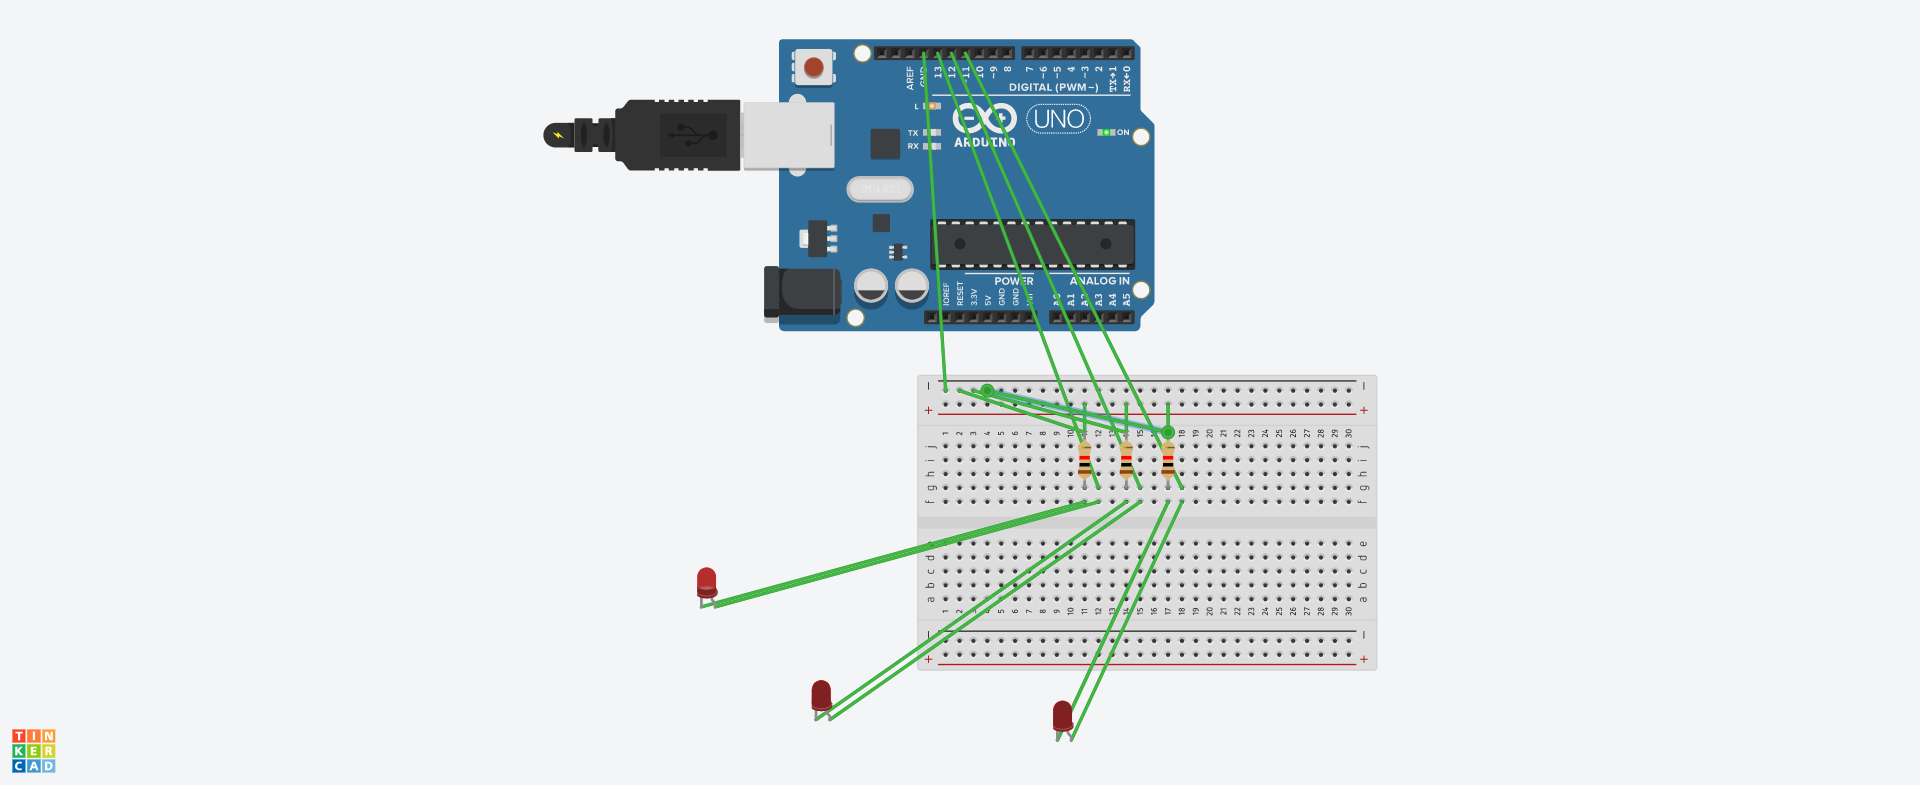 AREF
GND
13
12
~11
10
~9
8
7
~6
~5
4
~3
2
TX→1
RX←0
DIGITAL (PWM~)
L
TX
RX
UNO
ON
ARDUINO
POWER
ANALOG IN
IOREF
RESET
3.3V
5V
GND
GND
A0
A1
A2
A3
A4
A5
1 2 3 4 5 6 7 8 9 10 11 12 13 14 15 16 17 18 19 20 21 22 23 24 25 26 27 28 29 30
j j
i i
h h
g g
f f
e e
d d
c c
b b
a a
1 2 3 4 5 6 7 8 9 10 11 12 13 14 15 16 17 18 19 20 21 22 23 24 25 26 27 28 29 30
TIN
KER
CAD